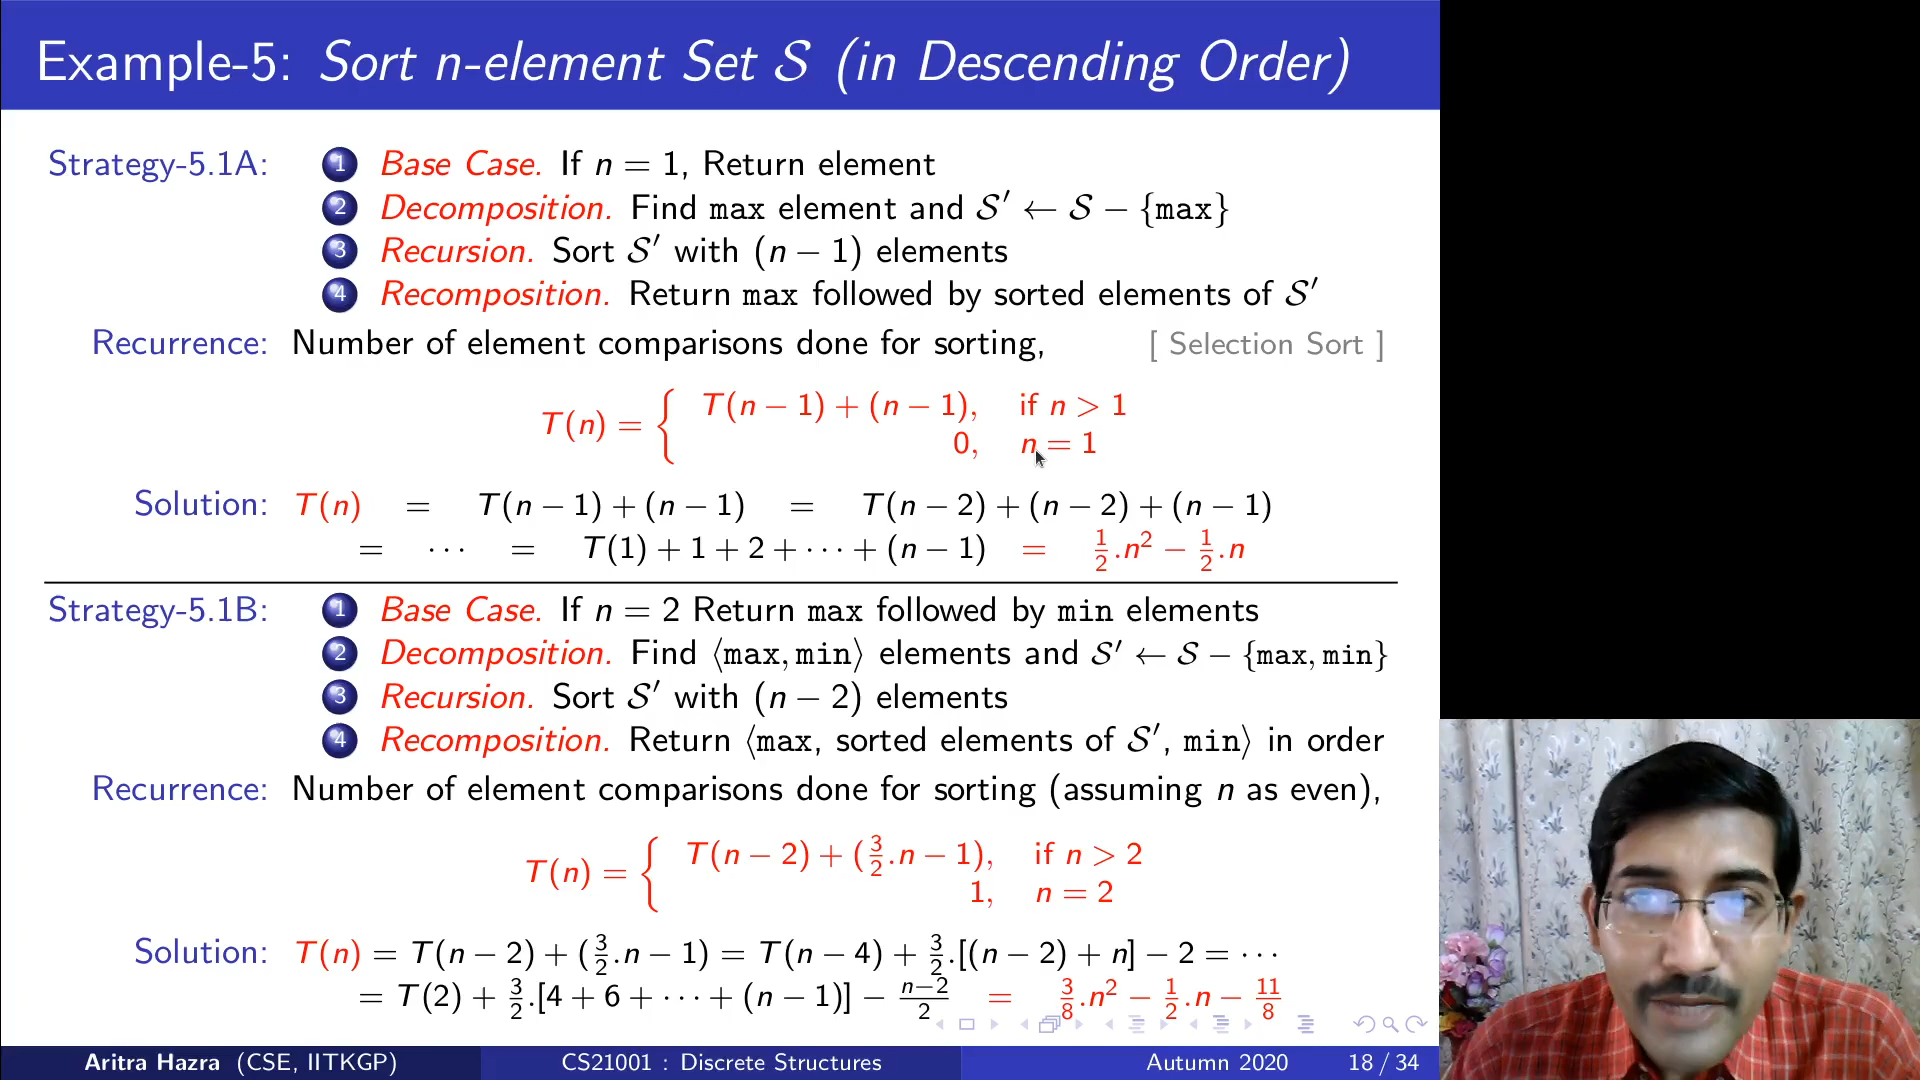 Example-5: Sort n-element Set 𝒮 (in Descending Order)
Strategy-5.1A: 1 Base Case. If n = 1, Return element
2 Decomposition. Find max element and 𝒮′ ← 𝒮 − {max}
3 Recursion. Sort 𝒮′ with (n − 1) elements
4 Recomposition. Return max followed by sorted elements of 𝒮′
Recurrence: Number of element comparisons done for sorting, [ Selection Sort ]
T(n) = { T(n − 1) + (n − 1), if n > 1
0, n = 1
Solution: T(n) = T(n − 1) + (n − 1) = T(n − 2) + (n − 2) + (n − 1)
= ⋯ = T(1) + 1 + 2 + ⋯ + (n − 1) = 1/2.n² − 1/2.n
Strategy-5.1B: 1 Base Case. If n = 2 Return max followed by min elements
2 Decomposition. Find ⟨max, min⟩ elements and 𝒮′ ← 𝒮 − {max, min}
3 Recursion. Sort 𝒮′ with (n − 2) elements
4 Recomposition. Return ⟨max, sorted elements of 𝒮′, min⟩ in order
Recurrence: Number of element comparisons done for sorting (assuming n as even),
T(n) = { T(n − 2) + (3/2.n − 1), if n > 2
1, n = 2
Solution: T(n) = T(n − 2) + (3/2.n − 1) = T(n − 4) + 3/2.[(n − 2) + n] − 2 = ⋯
= T(2) + 3/2.[4 + 6 + ⋯ + (n − 1)] − n−2/2 = 3/8.n² − 1/2.n − 11/8
Aritra Hazra (CSE, IITKGP) CS21001 : Discrete Structures Autumn 2020 18 / 34